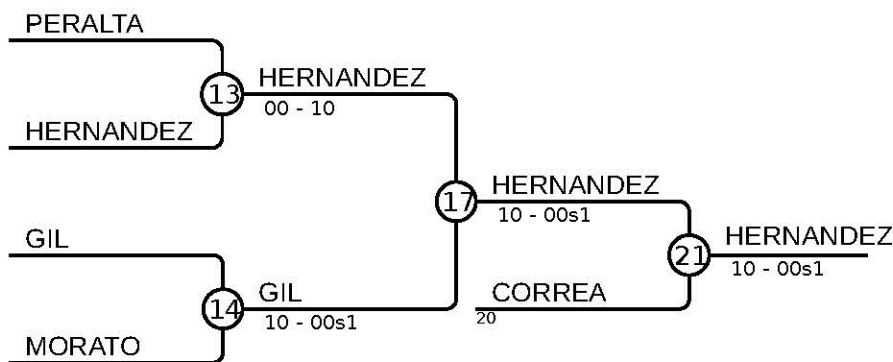 PERALTA
13
HERNANDEZ
00 - 10
HERNANDEZ
17
HERNANDEZ
10 - 00s1
GIL
14
GIL
10 - 00s1
MORATO
21
HERNANDEZ
10 - 00s1
CORREA
20